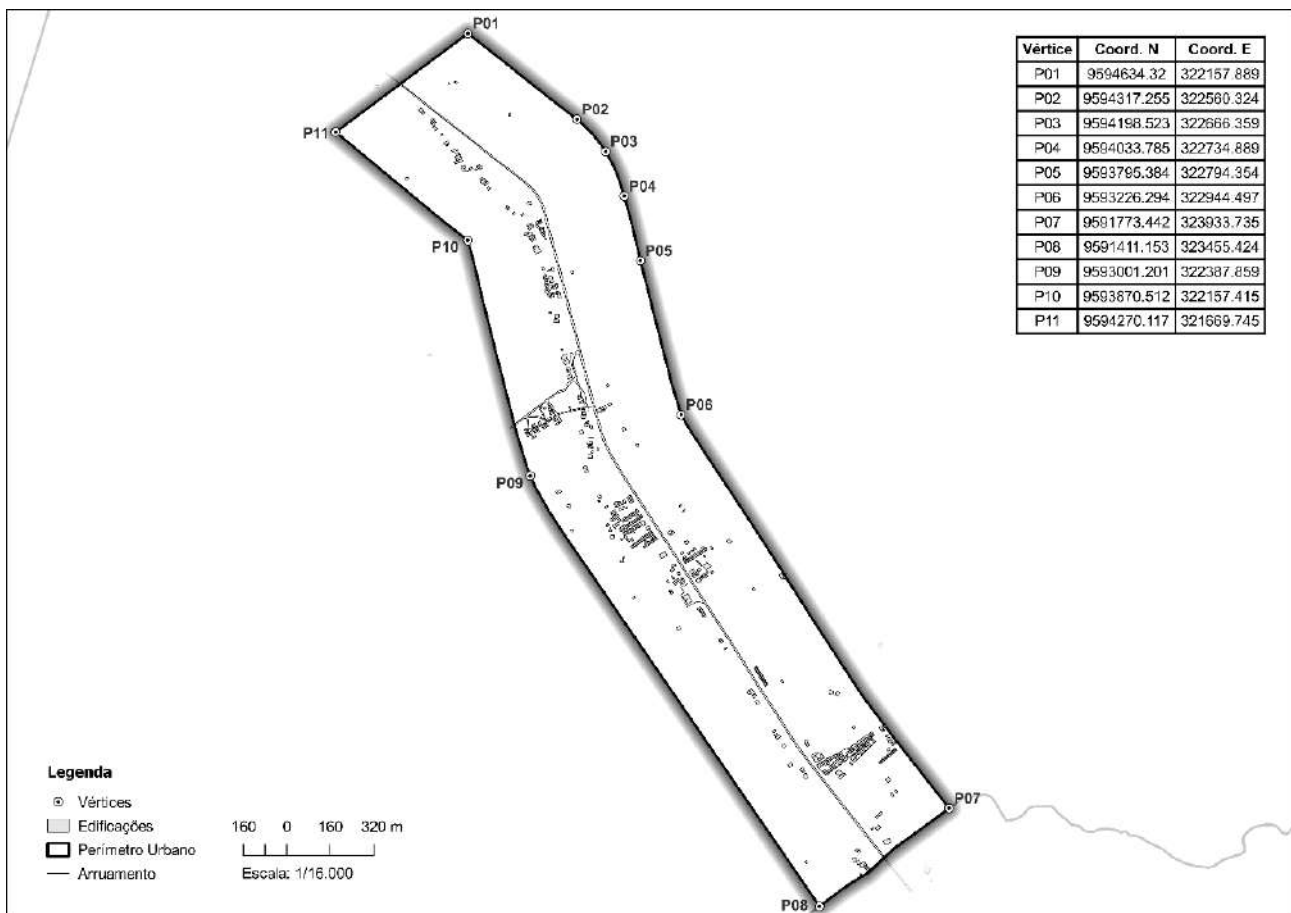 P01
P02
P03
P04
P05
P06
P07
P08
P09
P10
P11
Vértice Coord. N Coord. E
P01 9594634.32 322157.889
P02 9594317.255 322560.324
P03 9594198.523 322666.359
P04 9594033.785 322734.889
P05 9593795.384 322794.354
P06 9593226.294 322944.497
P07 9591773.442 323933.735
P08 9591411.153 323455.424
P09 9593001.201 322387.859
P10 9593870.512 322157.415
P11 9594270.117 321669.745
Legenda
Vértices
Edificações
Perímetro Urbano
Arruamento
160 0 160 320 m
Escala: 1/16.000